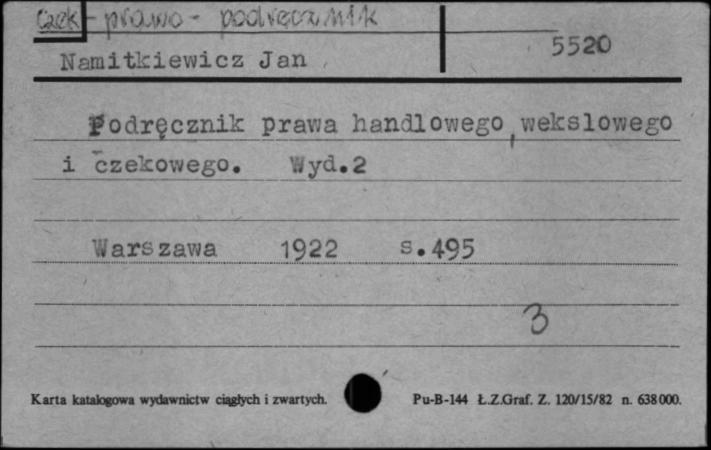 Czek - prawo - podręcznik
5520
Namitkiewicz Jan
Podręcznik prawa handlowego, wekslowego
i czekowego. Wyd.2
Warszawa 1922 s.495
3
Karta katalogowa wydawnictw ciągłych i zwartych. Pu-B-144 Ł.Z.Graf. Z. 120/15/82 n. 638000.